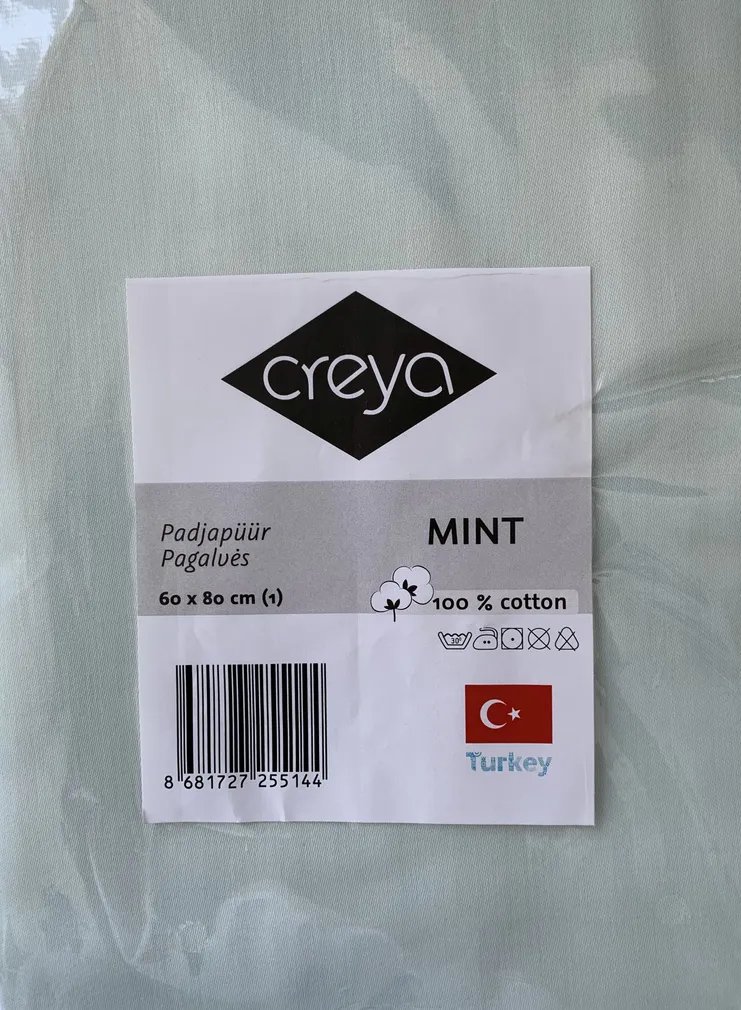 creya
Padjapüür
Pagalvės
60 x 80 cm (1)
MINT
100 % cotton
30°
8 681727 255144
Turkey